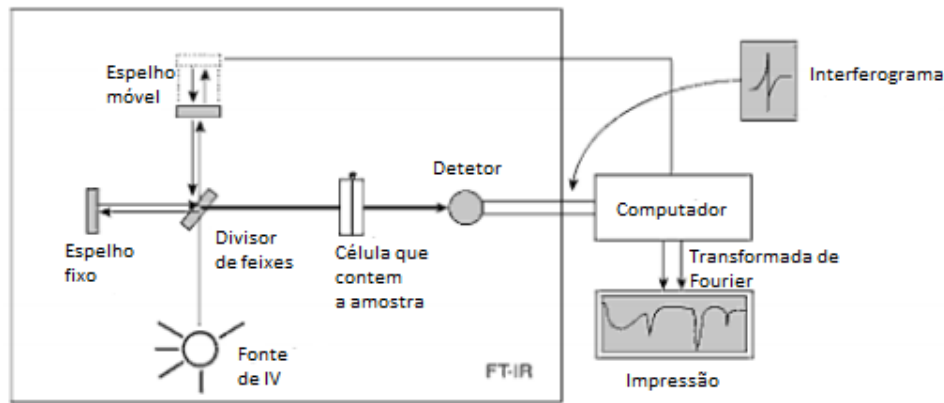 Espelho
móvel
Interferograma
Detetor
Computador
Espelho
fixo
Divisor
de feixes
Célula que
contem
a amostra
Transformada de
Fourier
Fonte
de IV
FT-IR
Impressão